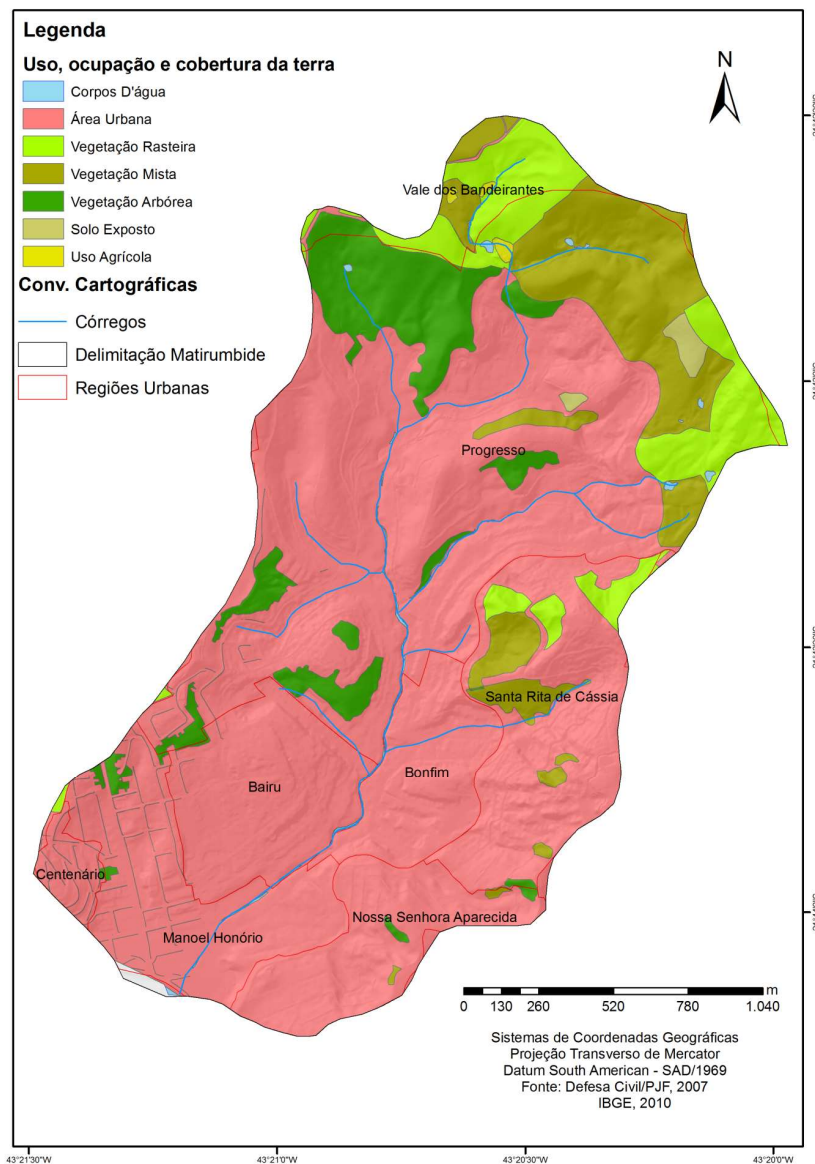 Legenda
Uso, ocupação e cobertura da terra
Corpos D'água
Área Urbana
Vegetação Rasteira
Vegetação Mista
Vegetação Arbórea
Solo Exposto
Uso Agrícola
Conv. Cartográficas
Córregos
Delimitação Matirumbide
Regiões Urbanas
N
Vale dos Bandeirantes
Progresso
Santa Rita de Cássia
Bonfim
Bairu
Centenário
Nossa Senhora Aparecida
Manoel Honório
m
0 130 260 520 780 1.040
Sistemas de Coordenadas Geográficas
Projeção Transverso de Mercator
Datum South American - SAD/1969
Fonte: Defesa Civil/PJF, 2007
IBGE, 2010
43°21'30"W 43°21'0"W 43°20'30"W 43°20'0"W